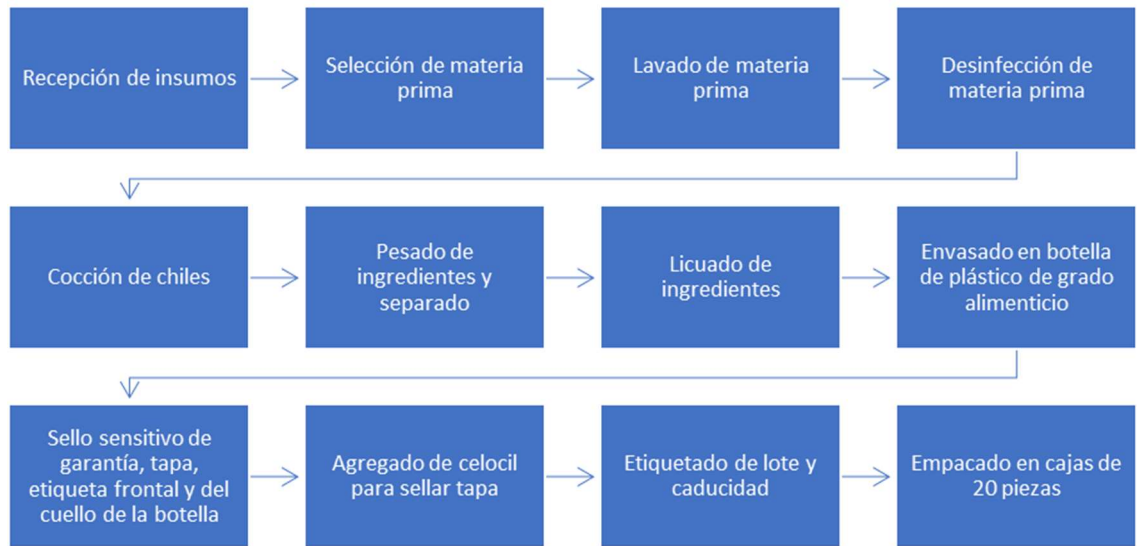 Recepción de insumos
Selección de materia
prima
Lavado de materia
prima
Desinfección de
materia prima
Cocción de chiles
Pesado de
ingredientes y
separado
Licuado de
ingredientes
Envasado en botella
de plástico de grado
alimenticio
Sello sensitivo de
garantía, tapa,
etiqueta frontal y del
cuello de la botella
Agregado de celocil
para sellar tapa
Etiquetado de lote y
caducidad
Empacado en cajas de
20 piezas